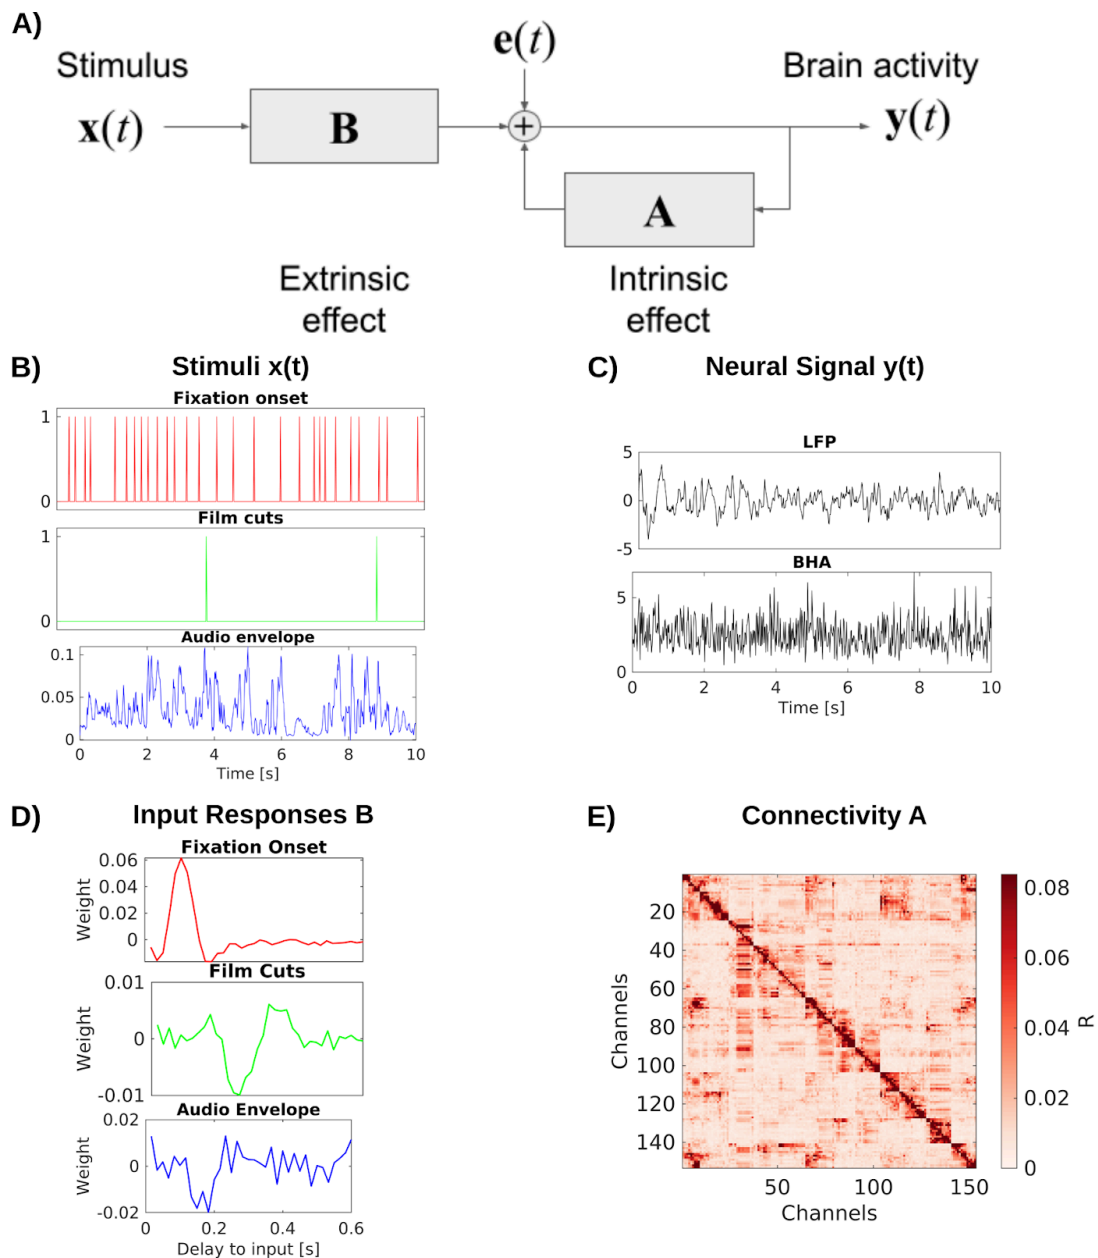 A)
Stimulus
x(t)
B
e(t)
+
Brain activity
y(t)
A
Extrinsic
effect
Intrinsic
effect
B)
Stimuli x(t)
Fixation onset
1
0
Film cuts
1
0
Audio envelope
0.1
0.05
0
0 2 4 6 8 10
Time [s]
C)
Neural Signal y(t)
LFP
5
0
-5
BHA
5
0
0 2 4 6 8 10
Time [s]
D)
Input Responses B
Fixation Onset
0.06
0.04
0.02
0
Weight
Film Cuts
0.01
0
-0.01
Weight
Audio Envelope
0.02
0
-0.02
Weight
0 0.2 0.4 0.6
Delay to input [s]
E)
Connectivity A
20
40
60
80
100
120
140
Channels
50 100 150
Channels
0.08
0.06
0.04
0.02
0
R